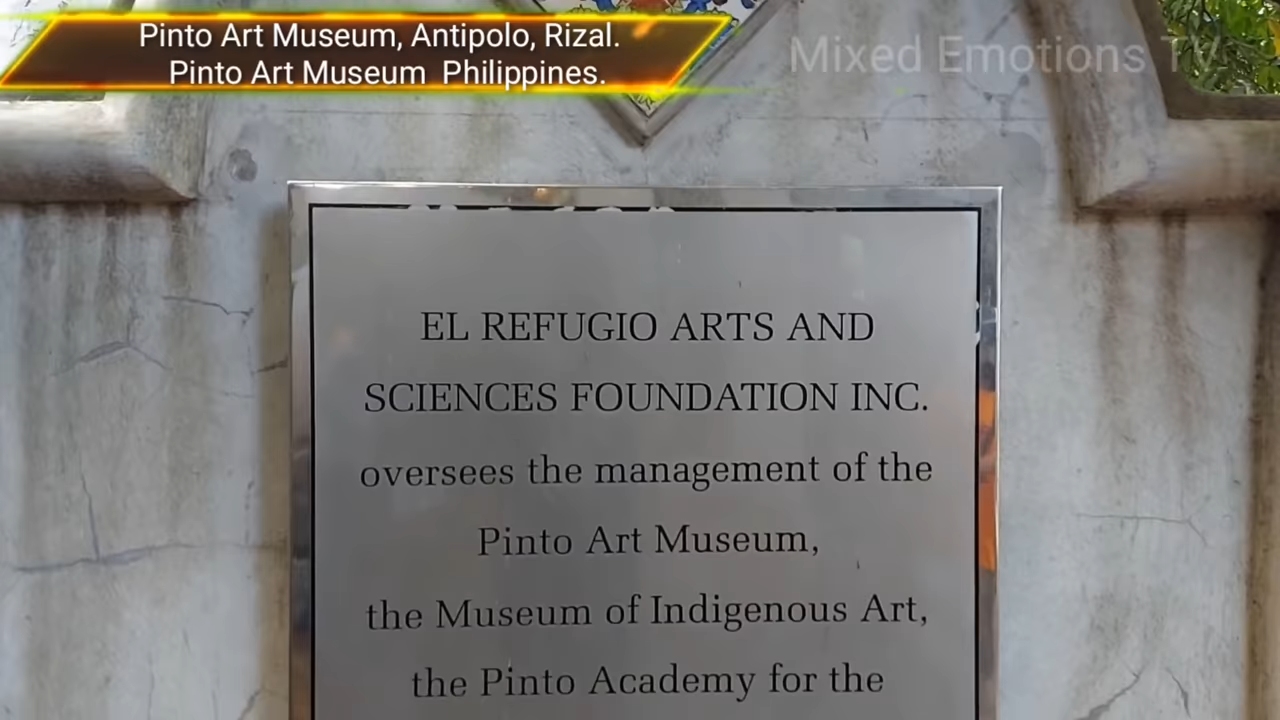 Pinto Art Museum, Antipolo, Rizal.
Pinto Art Museum Philippines.
Mixed Emotions TV
EL REFUGIO ARTS AND
SCIENCES FOUNDATION INC.
oversees the management of the
Pinto Art Museum,
the Museum of Indigenous Art,
the Pinto Academy for the